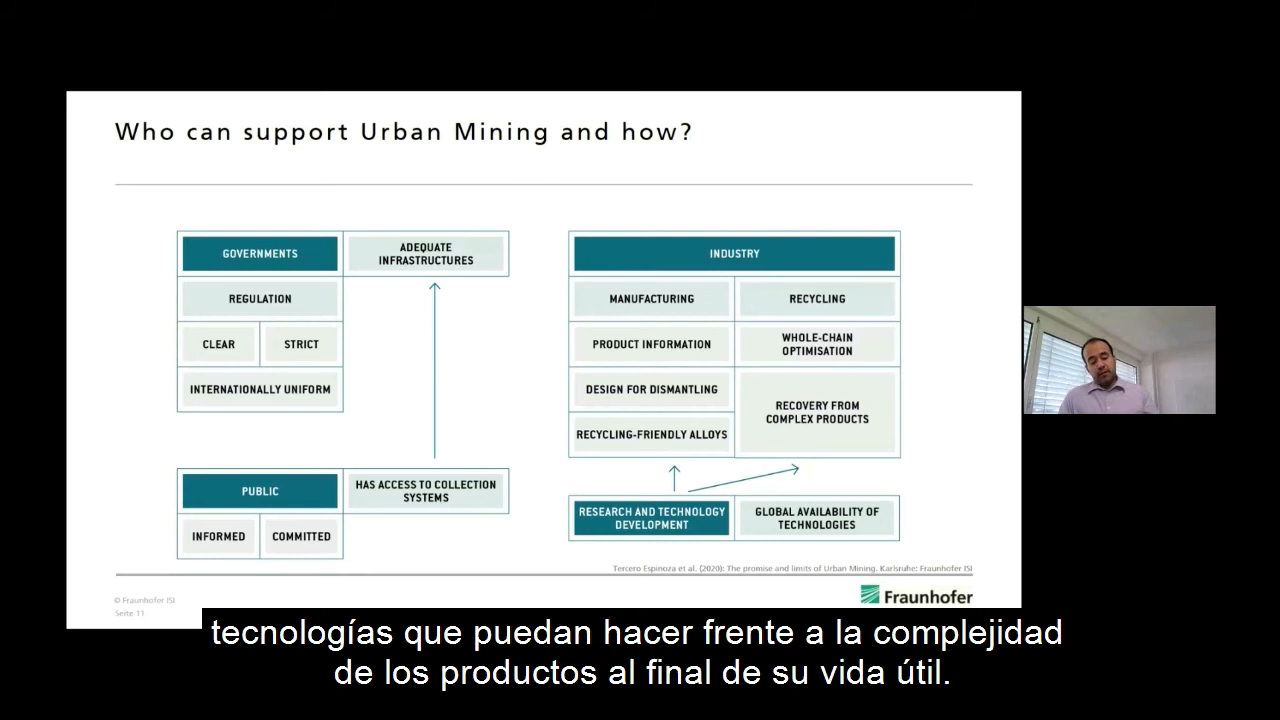 Who can support Urban Mining and how?
GOVERNMENTS
ADEQUATE
INFRASTRUCTURES
REGULATION
CLEAR
STRICT
INTERNATIONALLY UNIFORM
PUBLIC
HAS ACCESS TO COLLECTION
SYSTEMS
INFORMED
COMMITTED
INDUSTRY
MANUFACTURING
RECYCLING
PRODUCT INFORMATION
WHOLE-CHAIN
OPTIMISATION
DESIGN FOR DISMANTLING
RECYCLING-FRIENDLY ALLOYS
RECOVERY FROM
COMPLEX PRODUCTS
RESEARCH AND TECHNOLOGY
DEVELOPMENT
GLOBAL AVAILABILITY OF
TECHNOLOGIES
Tercero Espinoza et al. (2020): The promise and limits of Urban Mining. Karlsruhe: Fraunhofer ISI
© Fraunhofer ISI
Seite 11
Fraunhofer
tecnologías que puedan hacer frente a la complejidad
de los productos al final de su vida útil.